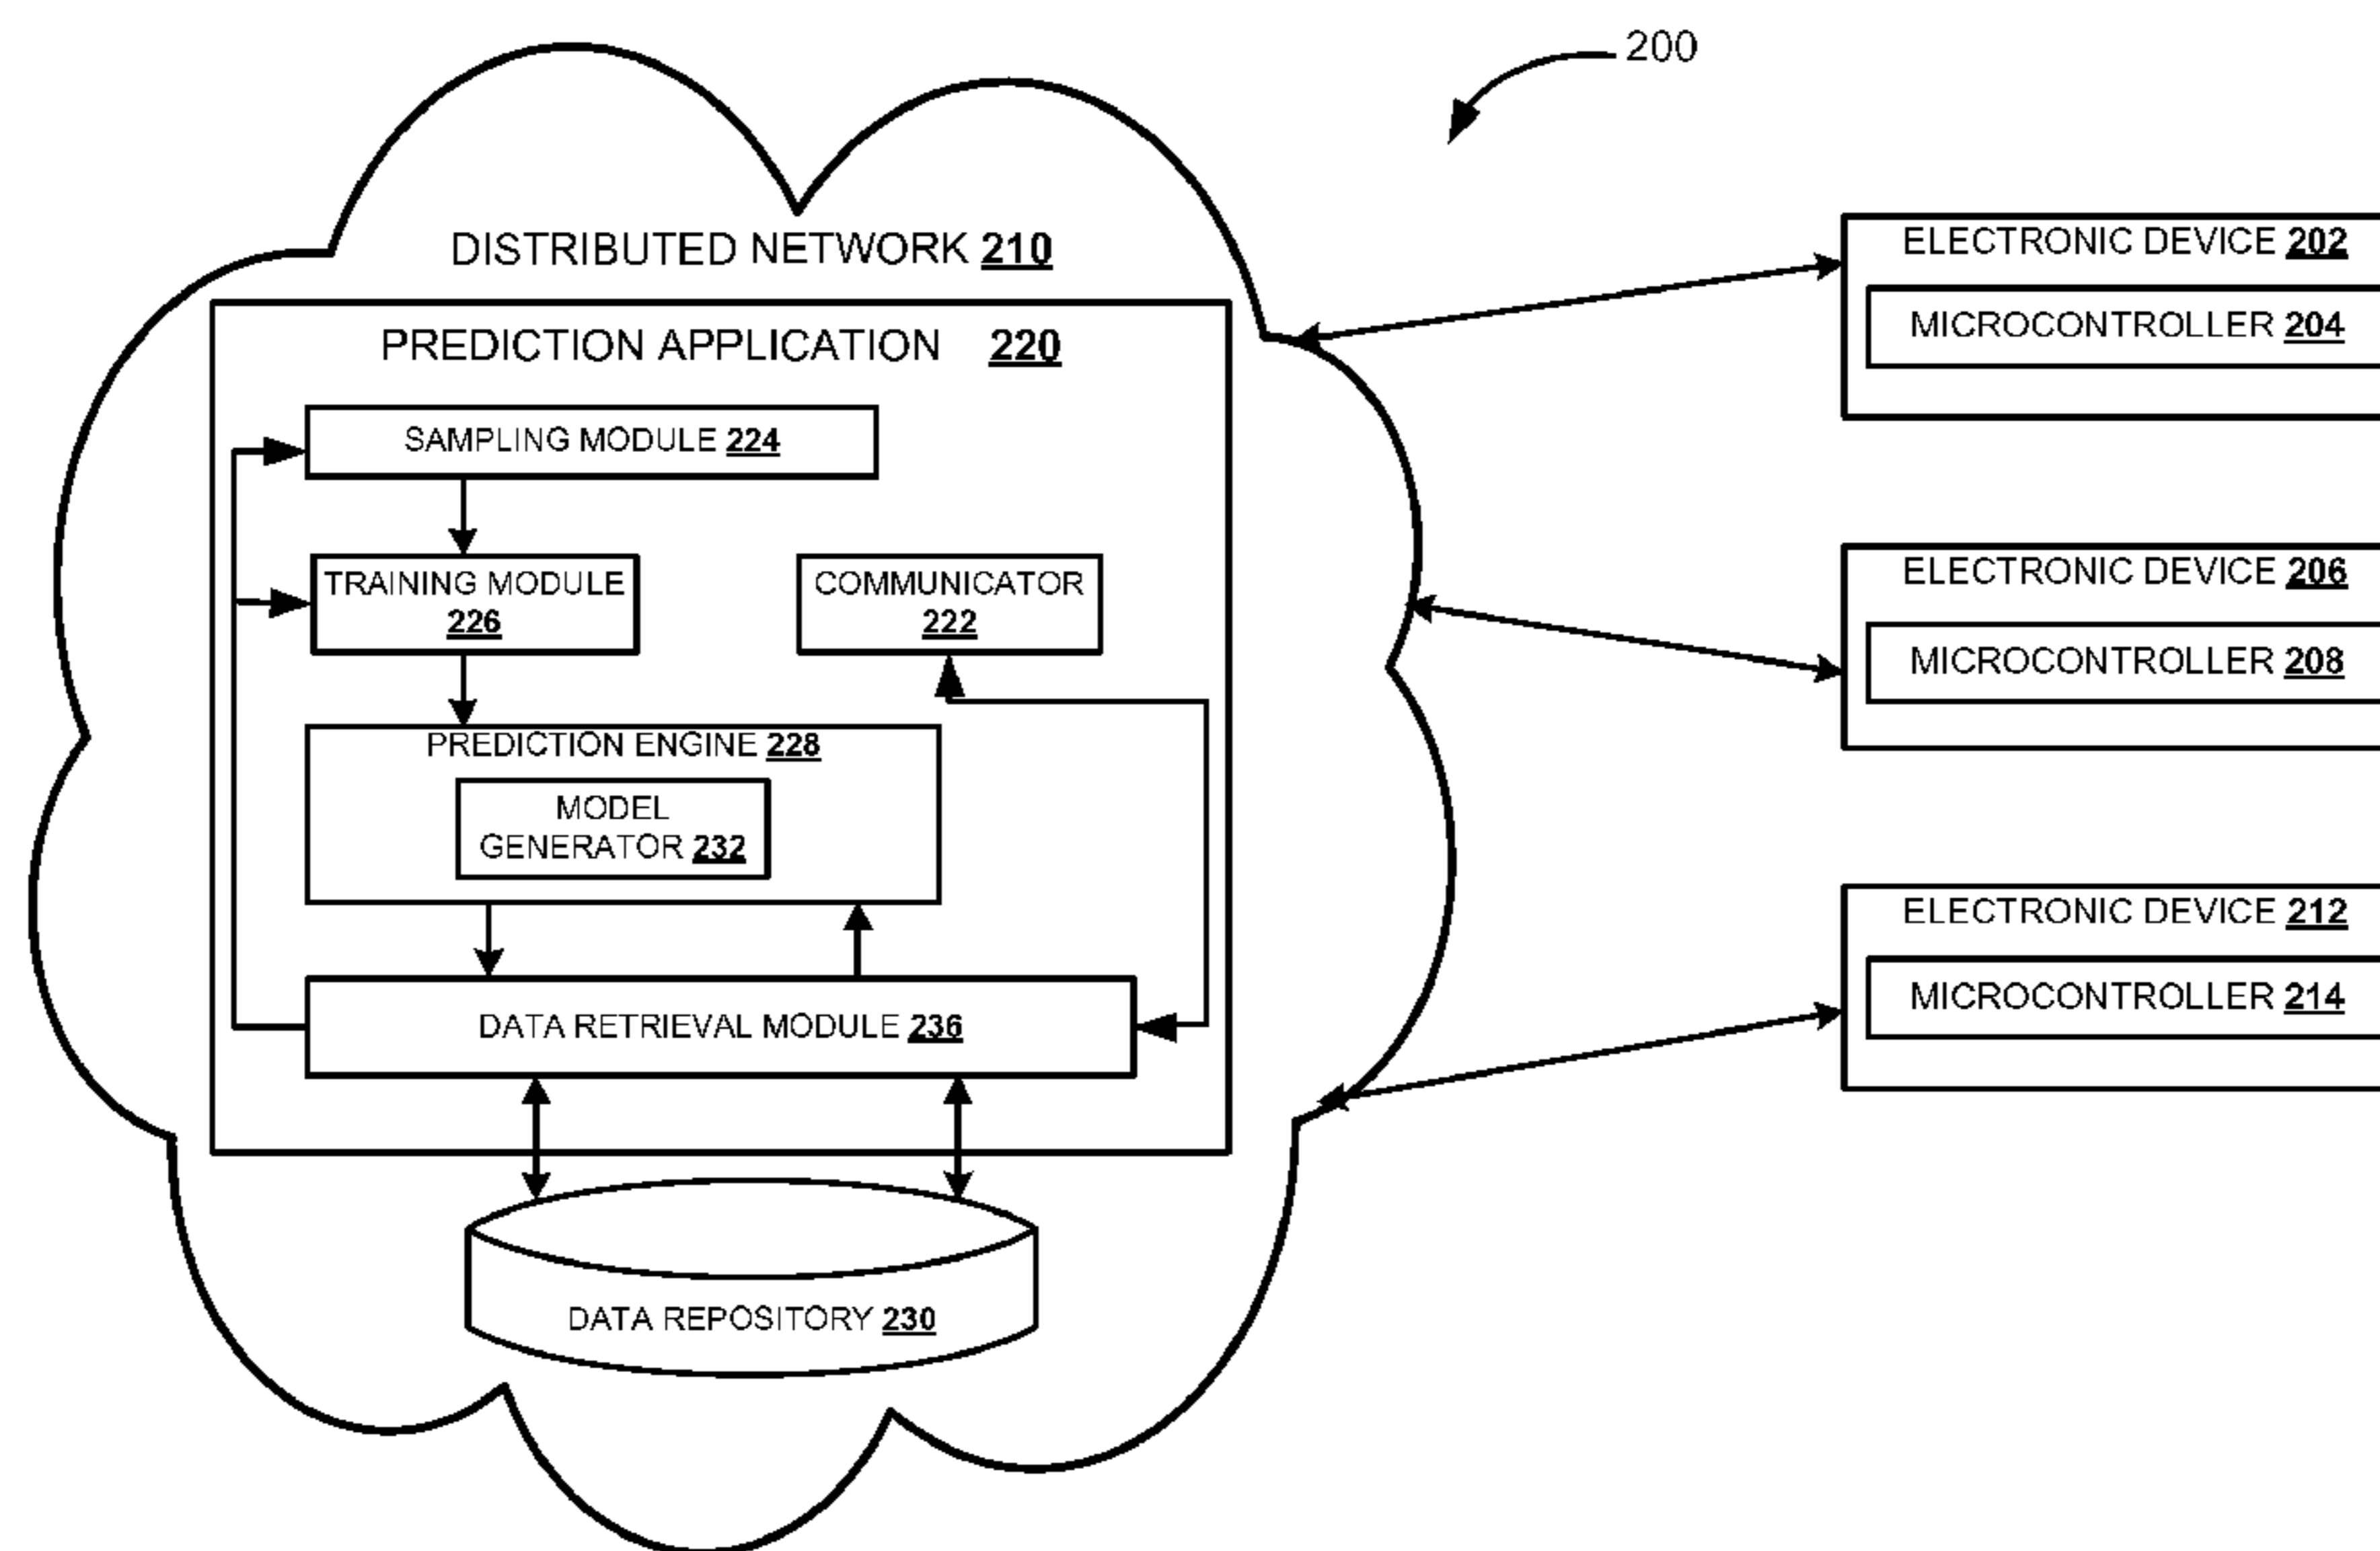 200
DISTRIBUTED NETWORK 210
PREDICTION APPLICATION 220
SAMPLING MODULE 224
TRAINING MODULE
226
COMMUNICATOR
222
PREDICTION ENGINE 228
MODEL
GENERATOR 232
DATA RETRIEVAL MODULE 236
DATA REPOSITORY 230
ELECTRONIC DEVICE 202
MICROCONTROLLER 204
ELECTRONIC DEVICE 206
MICROCONTROLLER 208
ELECTRONIC DEVICE 212
MICROCONTROLLER 214